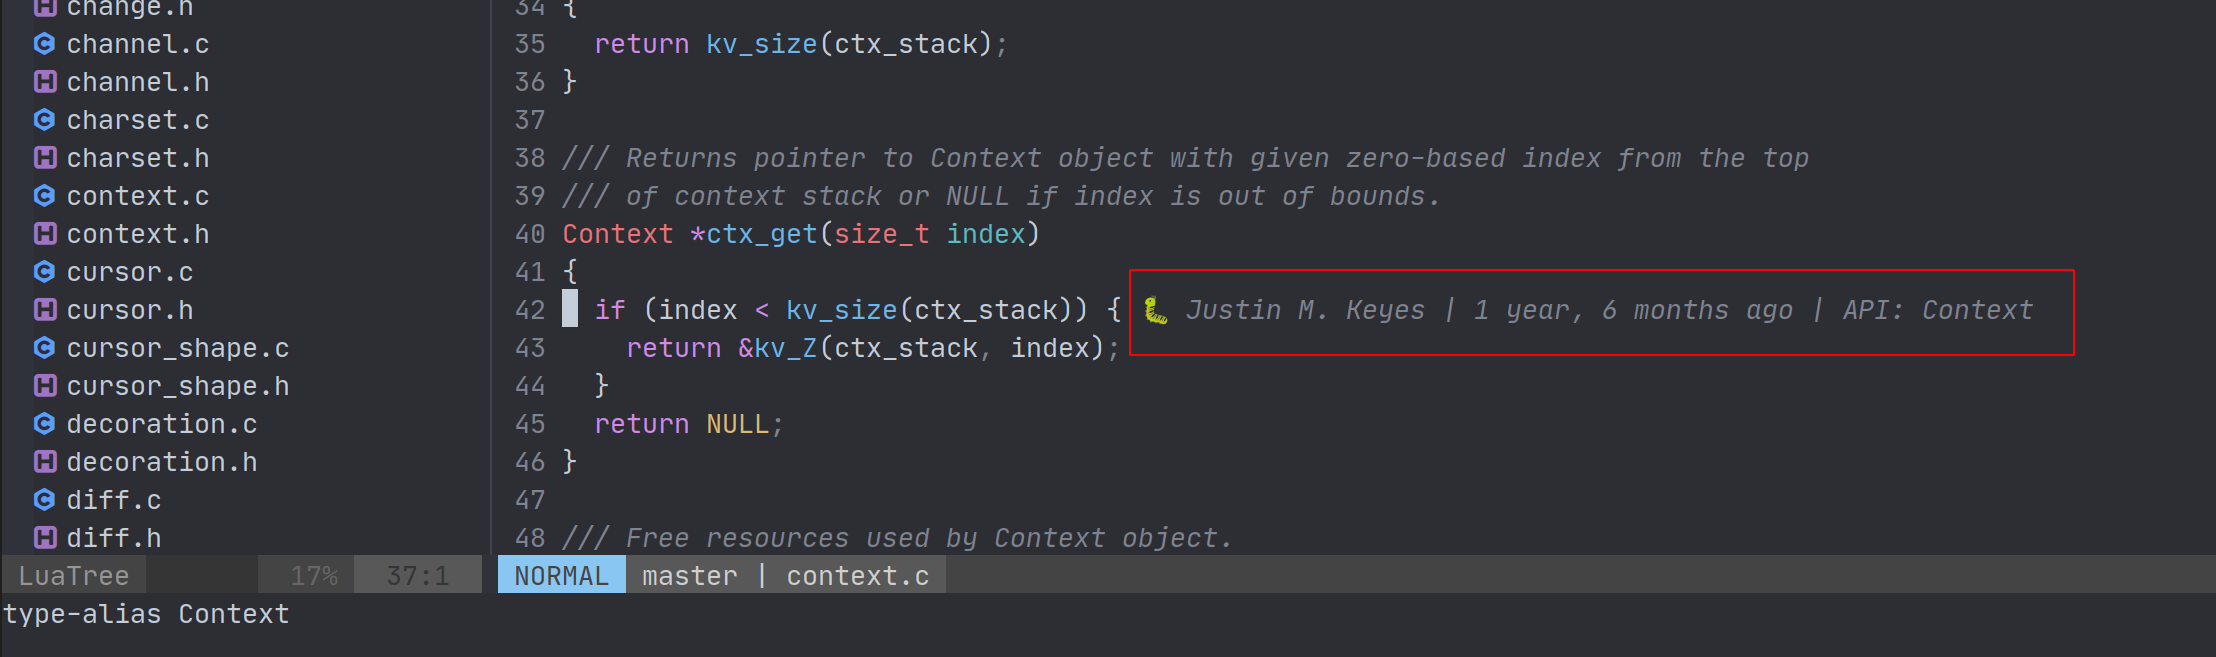 change.h
channel.c
channel.h
charset.c
charset.h
context.c
context.h
cursor.c
cursor.h
cursor_shape.c
cursor_shape.h
decoration.c
decoration.h
diff.c
diff.h
34 {
35   return kv_size(ctx_stack);
36 }
37
38 /// Returns pointer to Context object with given zero-based index from the top
39 /// of context stack or NULL if index is out of bounds.
40 Context *ctx_get(size_t index)
41 {
42   if (index < kv_size(ctx_stack)) { 🐛 Justin M. Keyes | 1 year, 6 months ago | API: Context
43     return &kv_Z(ctx_stack, index);
44   }
45   return NULL;
46 }
47
48 /// Free resources used by Context object.
LuaTree 17% 37:1 NORMAL master | context.c
type-alias Context